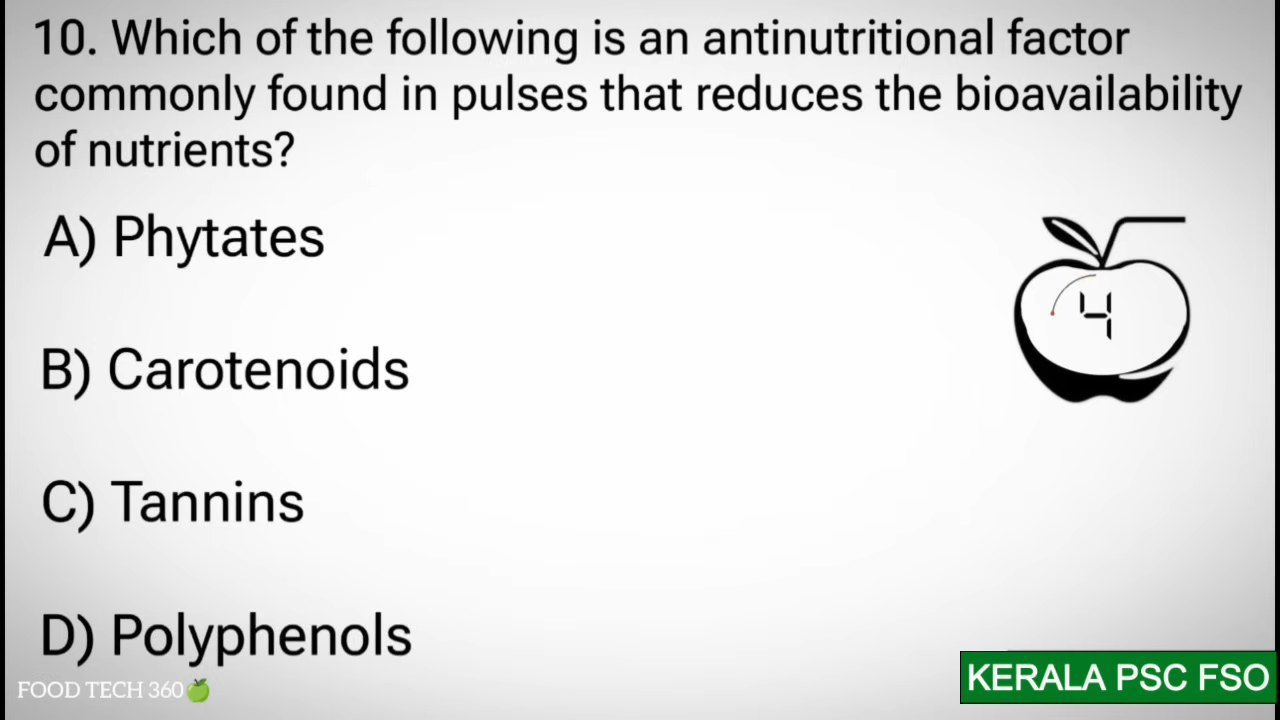 10. Which of the following is an antinutritional factor
commonly found in pulses that reduces the bioavailability
of nutrients?
A) Phytates
4
B) Carotenoids
C) Tannins
D) Polyphenols
FOOD TECH 360
KERALA PSC FSO